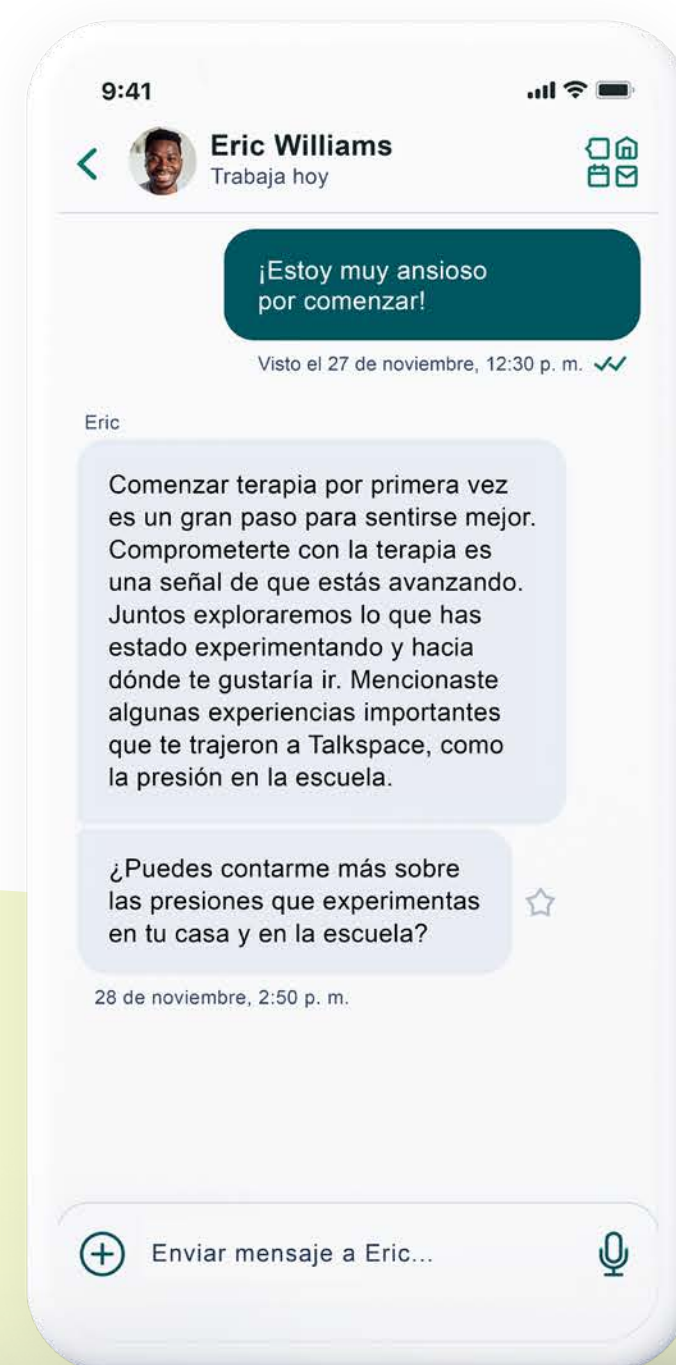 9:41
Eric Williams
Trabaja hoy
¡Estoy muy ansioso
por comenzar!
Visto el 27 de noviembre, 12:30 p. m.
Eric
Comenzar terapia por primera vez
es un gran paso para sentirse mejor.
Comprometerte con la terapia es
una señal de que estás avanzando.
Juntos exploraremos lo que has
estado experimentando y hacia
dónde te gustaría ir. Mencionaste
algunas experiencias importantes
que te trajeron a Talkspace, como
la presión en la escuela.
¿Puedes contarme más sobre
las presiones que experimentas
en tu casa y en la escuela?
28 de noviembre, 2:50 p. m.
Enviar mensaje a Eric...